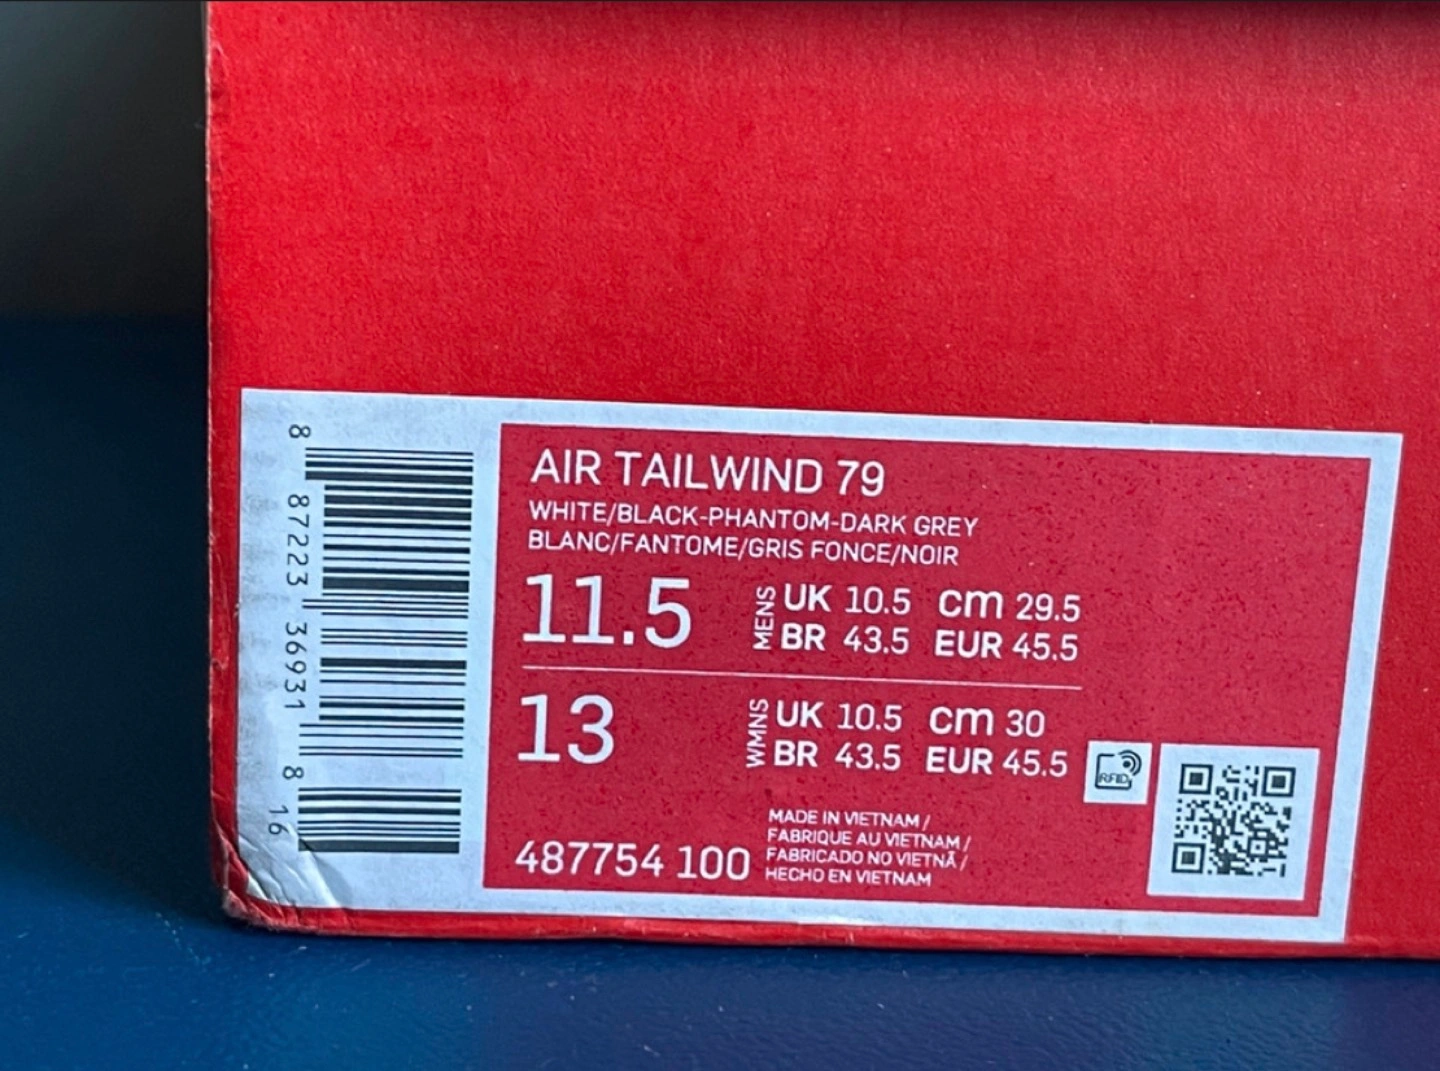 8 87223 36931 8 16
AIR TAILWIND 79
WHITE/BLACK-PHANTOM-DARK GREY
BLANC/FANTOME/GRIS FONCE/NOIR
11.5 MENS UK 10.5 cm 29.5
BR 43.5 EUR 45.5
13 WMNS UK 10.5 cm 30
BR 43.5 EUR 45.5
RFID
MADE IN VIETNAM /
FABRIQUE AU VIETNAM /
487754 100 FABRICADO NO VIETNÃ /
HECHO EN VIETNAM